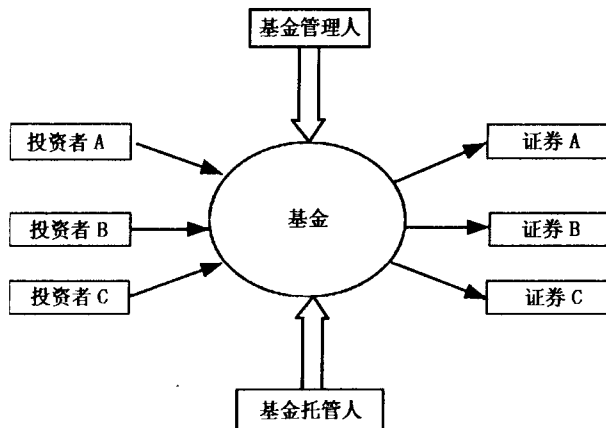 基金管理人
投资者 A
证券 A
基金
投资者 B
证券 B
投资者 C
证券 C
基金托管人